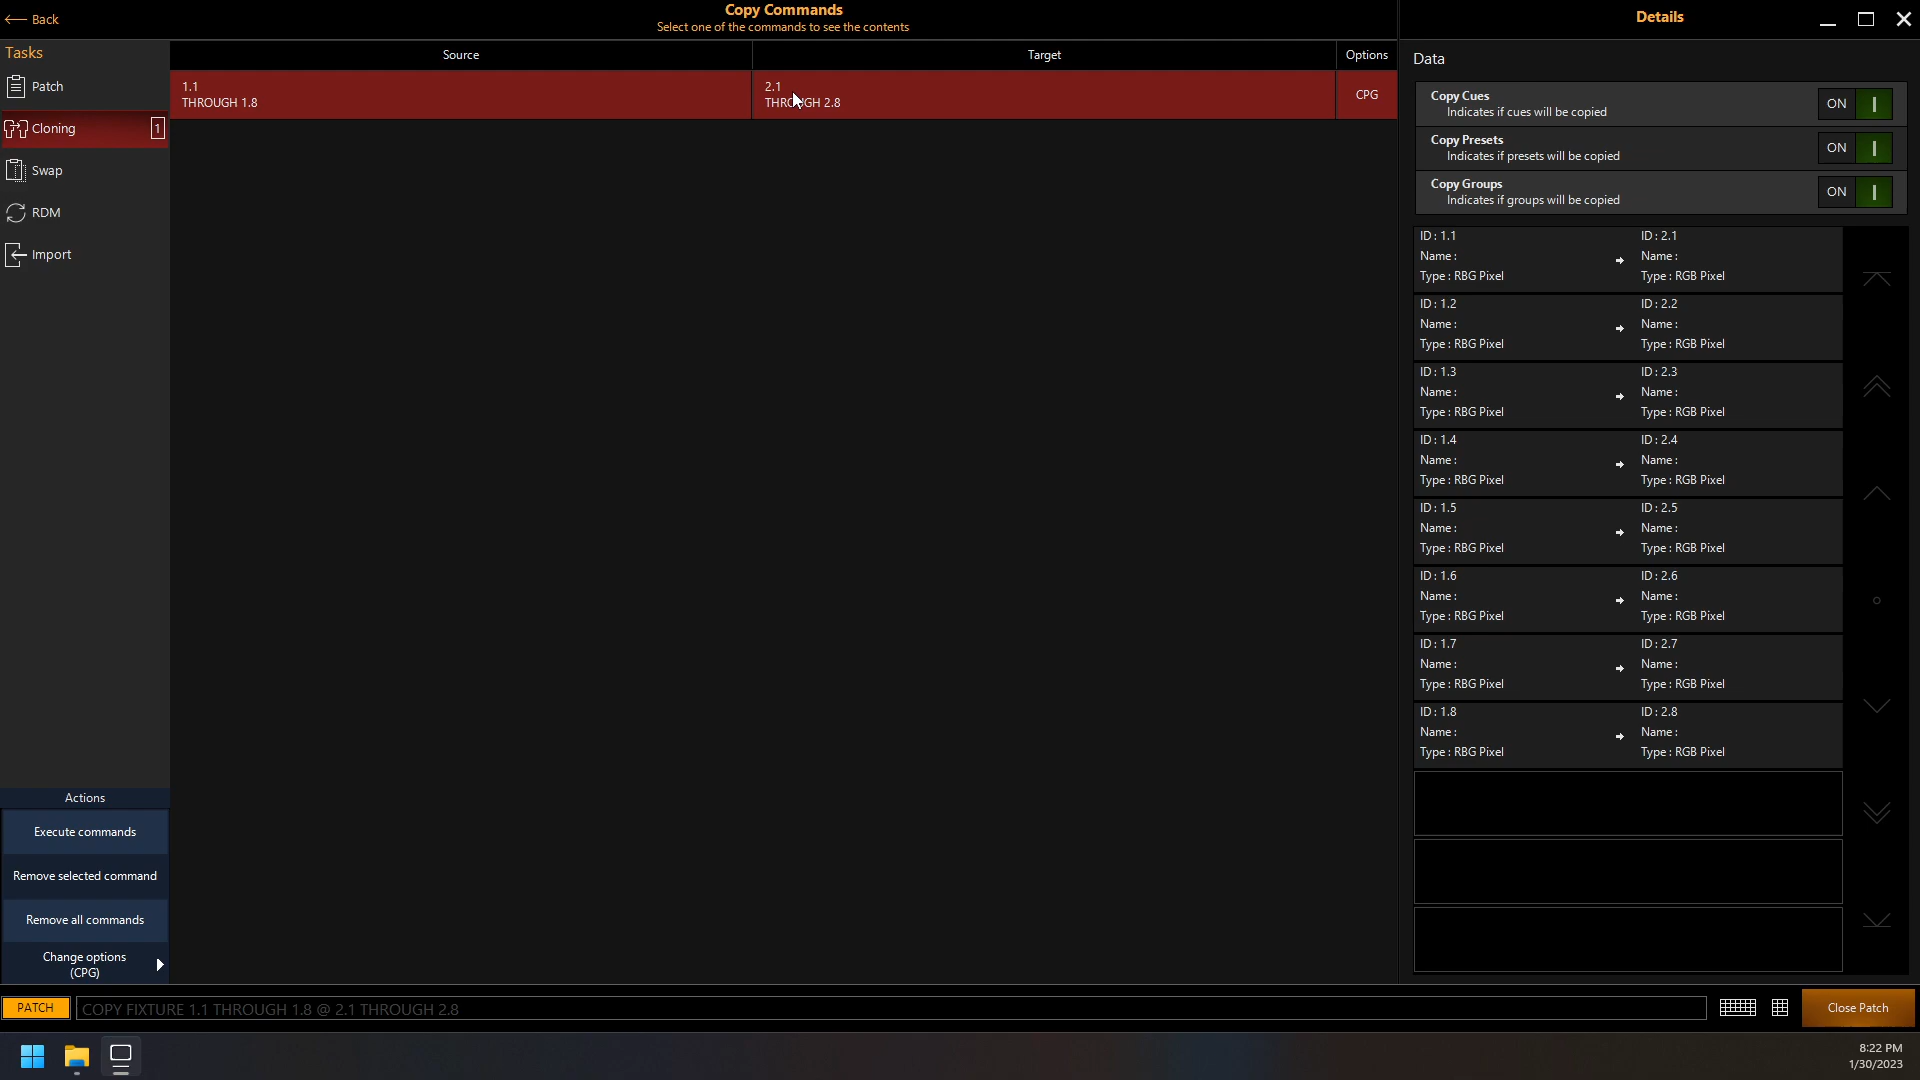 Back
Copy Commands
Select one of the commands to see the contents
Details
Tasks
Patch
Cloning 1
Swap
RDM
Import
Source Target Options
1.1
THROUGH 1.8
2.1
THROUGH 2.8
CPG
Data
Copy Cues
Indicates if cues will be copied
ON
Copy Presets
Indicates if presets will be copied
ON
Copy Groups
Indicates if groups will be copied
ON
ID : 1.1 ID : 2.1
Name : Name :
Type : RBG Pixel Type : RGB Pixel
ID : 1.2 ID : 2.2
Name : Name :
Type : RBG Pixel Type : RGB Pixel
ID : 1.3 ID : 2.3
Name : Name :
Type : RBG Pixel Type : RGB Pixel
ID : 1.4 ID : 2.4
Name : Name :
Type : RBG Pixel Type : RGB Pixel
ID : 1.5 ID : 2.5
Name : Name :
Type : RBG Pixel Type : RGB Pixel
ID : 1.6 ID : 2.6
Name : Name :
Type : RBG Pixel Type : RGB Pixel
ID : 1.7 ID : 2.7
Name : Name :
Type : RBG Pixel Type : RGB Pixel
ID : 1.8 ID : 2.8
Name : Name :
Type : RBG Pixel Type : RGB Pixel
Actions
Execute commands
Remove selected command
Remove all commands
Change options
(CPG)
PATCH
COPY FIXTURE 1.1 THROUGH 1.8 @ 2.1 THROUGH 2.8
Close Patch
8:22 PM
1/30/2023